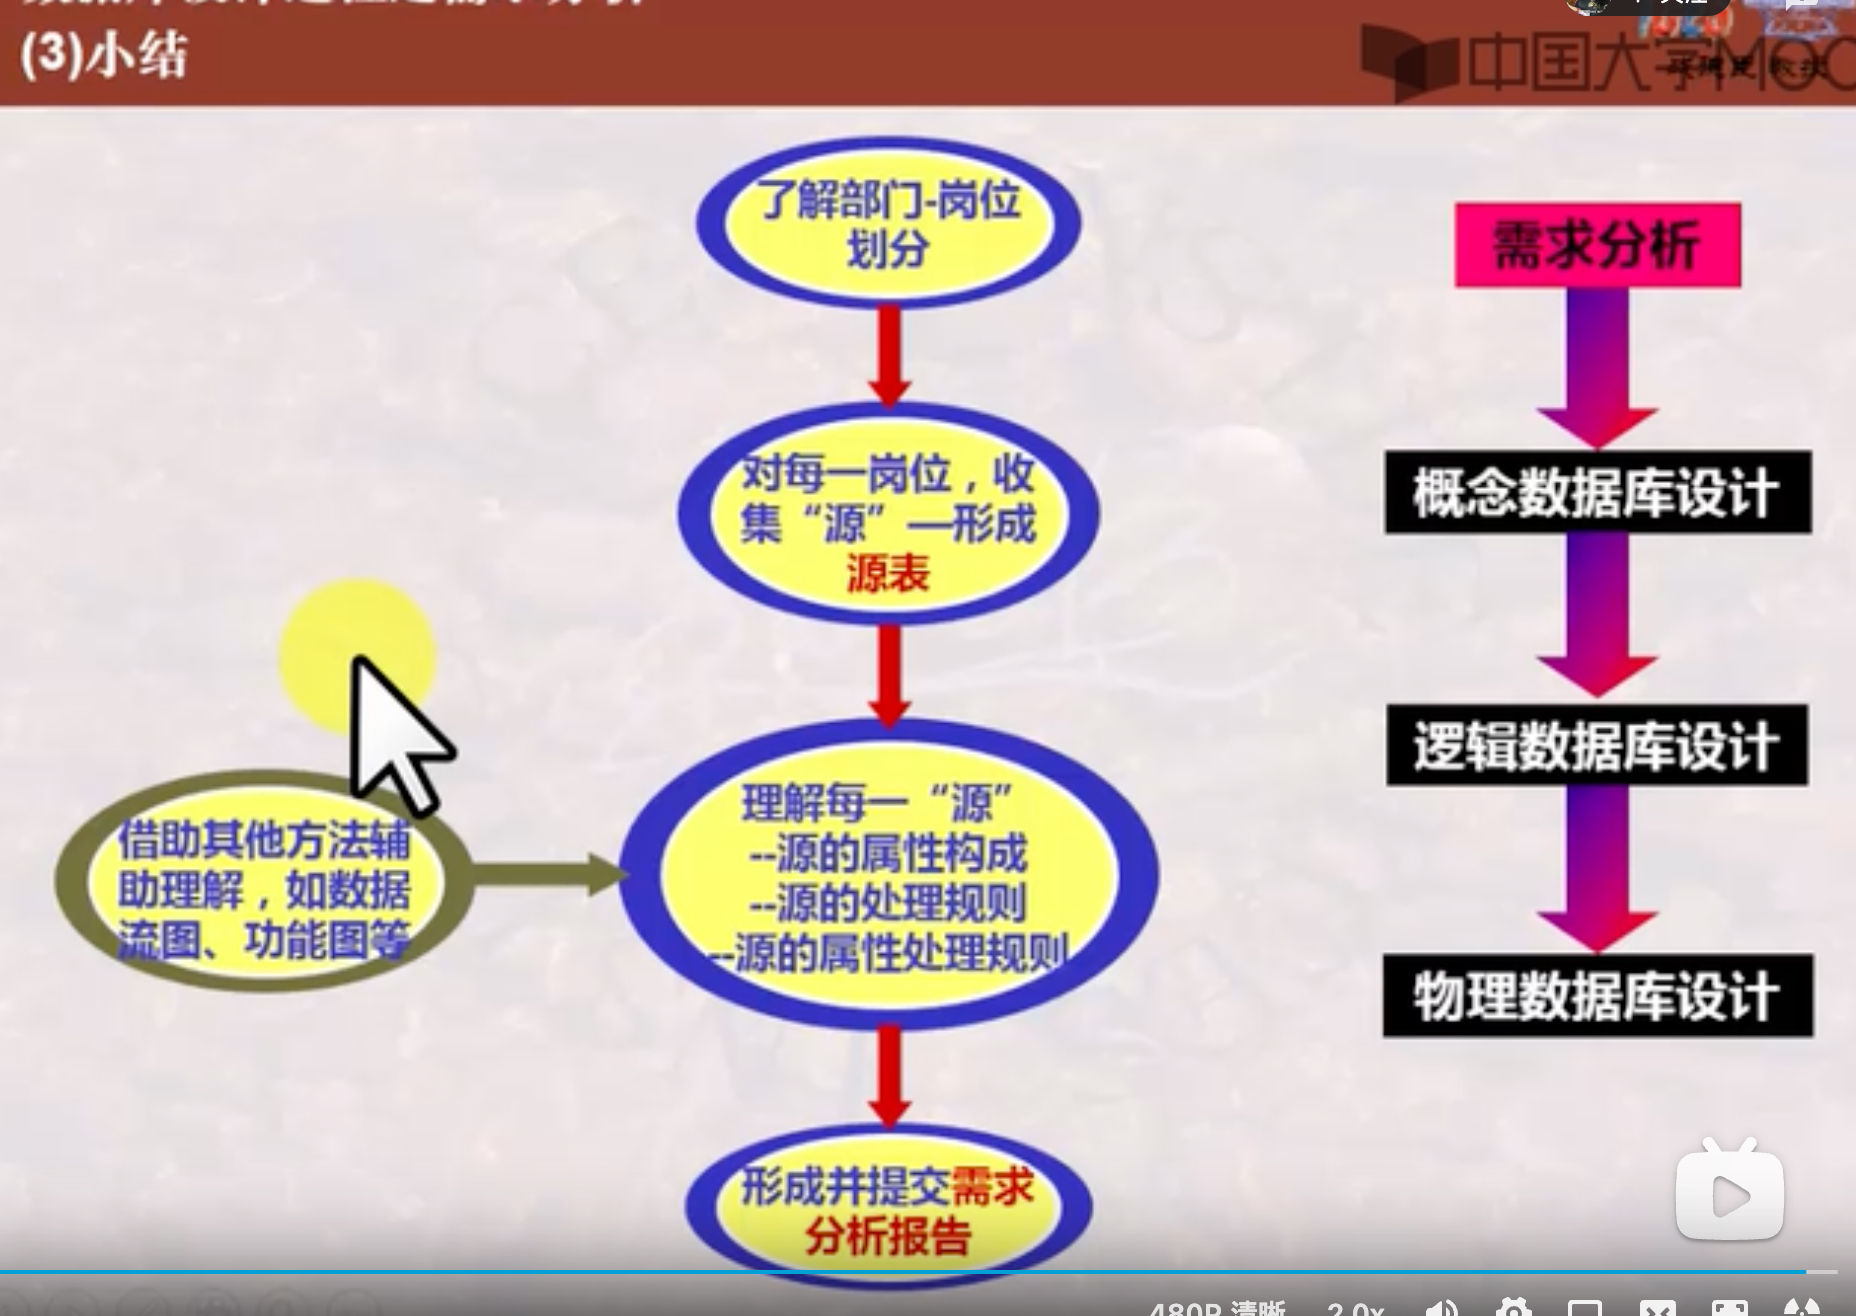 (3)小结
中国大学MOO
了解部门-岗位
划分
对每一岗位，收
集“源”—形成
源表
理解每一“源”
--源的属性构成
--源的处理规则
--源的属性处理规则
借助其他方法辅
助理解，如数据
流图、功能图等
形成并提交需求
分析报告
需求分析
概念数据库设计
逻辑数据库设计
物理数据库设计
480P 清晰
2.0x